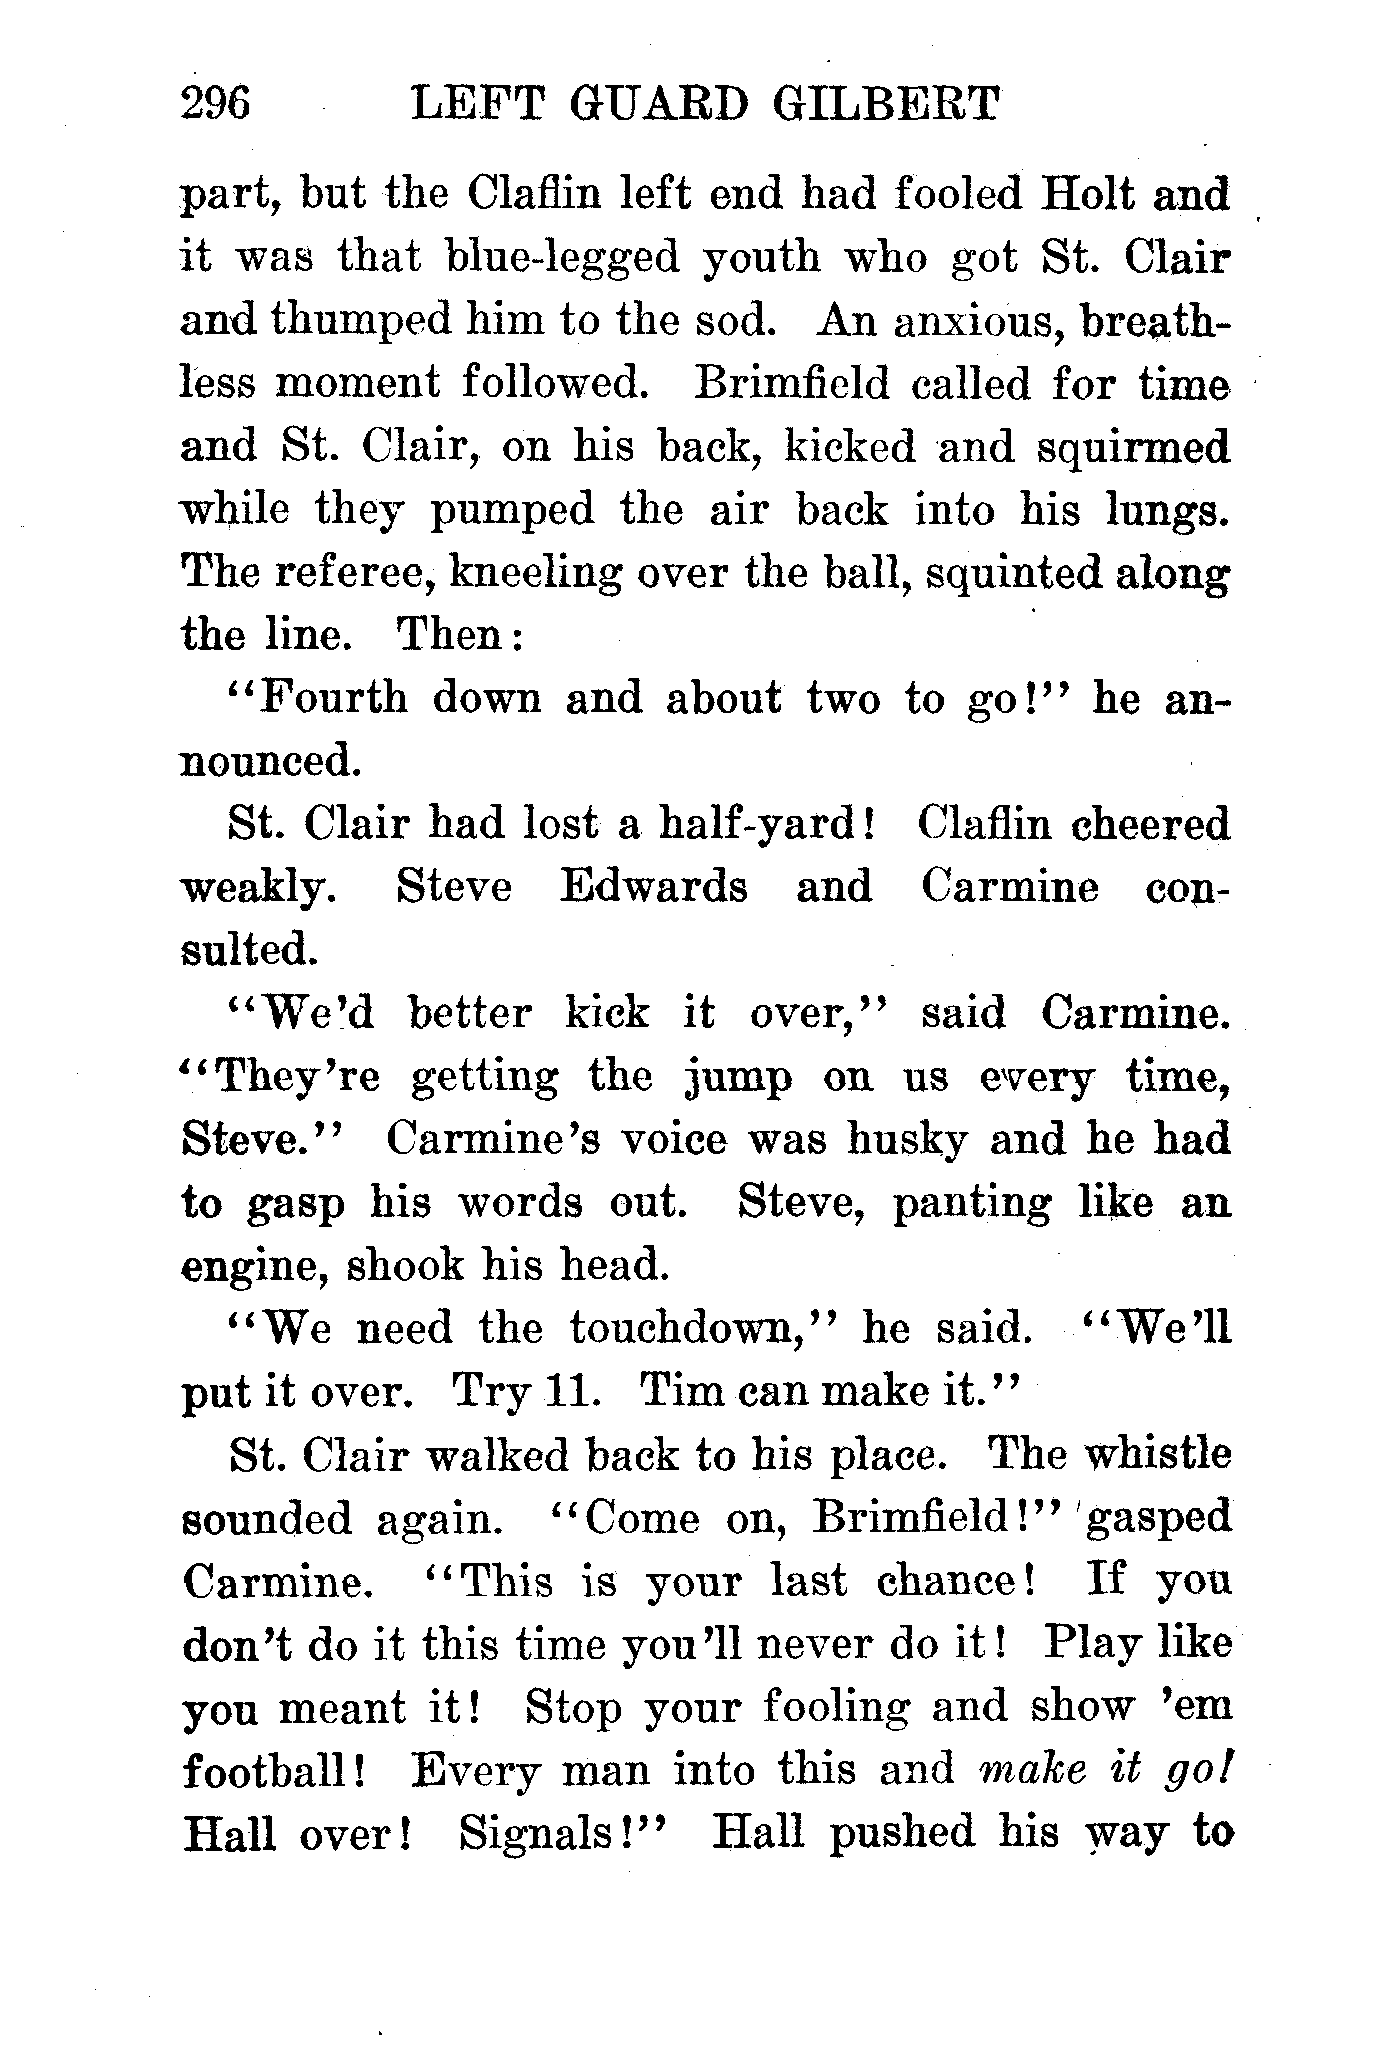 296 LEFT GUARD GILBERT
part, but the Claflin left end had fooled Holt and
it was that blue-legged youth who got St. Clair
and thumped him to the sod. An anxious, breath-
less moment followed. Brimfield called for time
and St. Clair, on his back, kicked and squirmed
while they pumped the air back into his lungs.
The referee, kneeling over the ball, squinted along
the line. Then:
"Fourth down and about two to go!" he an-
nounced.
St. Clair had lost a half-yard! Claflin cheered
weakly. Steve Edwards and Carmine con-
sulted.
"We'd better kick it over," said Carmine.
"They're getting the jump on us every time,
Steve." Carmine's voice was husky and he had
to gasp his words out. Steve, panting like an
engine, shook his head.
"We need the touchdown," he said. "We'll
put it over. Try 11. Tim can make it."
St. Clair walked back to his place. The whistle
sounded again. "Come on, Brimfield!" gasped
Carmine. "This is your last chance! If you
don't do it this time you'll never do it! Play like
you meant it! Stop your fooling and show 'em
football! Every man into this and make it go!
Hall over! Signals!" Hall pushed his way to